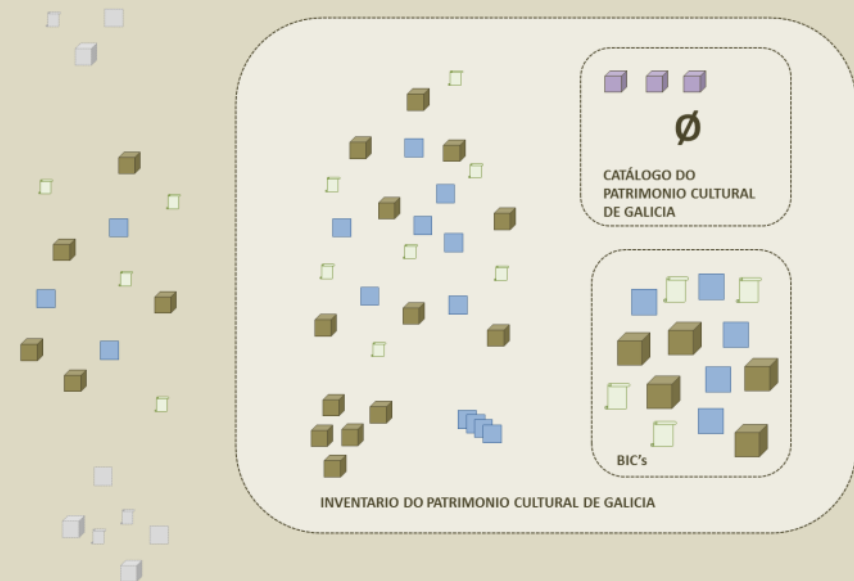 Ø
CATÁLOGO DO
PATRIMONIO CULTURAL
DE GALICIA
BIC's
INVENTARIO DO PATRIMONIO CULTURAL DE GALICIA